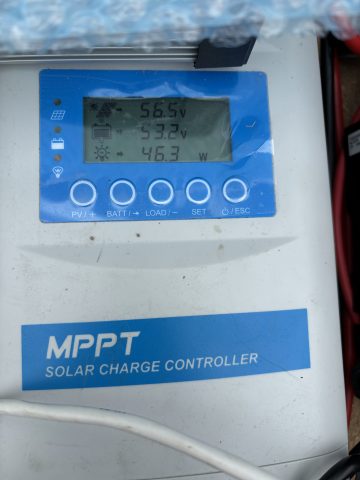 56.5V
53.2V
46.3 W
PV / +
BATT / →
LOAD / −
SET
⏻ / ESC
MPPT
SOLAR CHARGE CONTROLLER